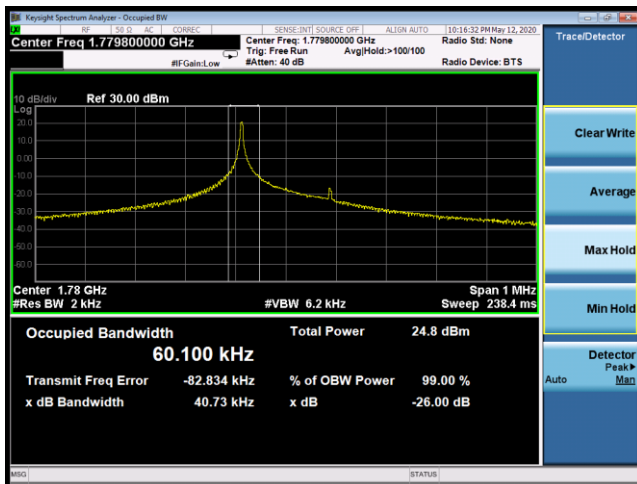 Keysight Spectrum Analyzer - Occupied BW
RF 50 Ω AC CORREC SENSE:INT SOURCE OFF ALIGN AUTO 10:16:32 PM May 12, 2020
Center Freq 1.779800000 GHz Center Freq: 1.779800000 GHz Radio Std: None
Trig: Free Run Avg|Hold:>100/100
#IFGain:Low #Atten: 40 dB Radio Device: BTS
Trace/Detector
10 dB/div Ref 30.00 dBm
Log
20.0
10.0
0.00
-10.0
-20.0
-30.0
-40.0
-50.0
-60.0
Center 1.78 GHz Span 1 MHz
#Res BW 2 kHz #VBW 6.2 kHz Sweep 238.4 ms
Occupied Bandwidth Total Power 24.8 dBm
60.100 kHz
Transmit Freq Error -82.834 kHz % of OBW Power 99.00 %
x dB Bandwidth 40.73 kHz x dB -26.00 dB
Clear Write
Average
Max Hold
Min Hold
Detector
Peak▶
Auto Man
MSG STATUS